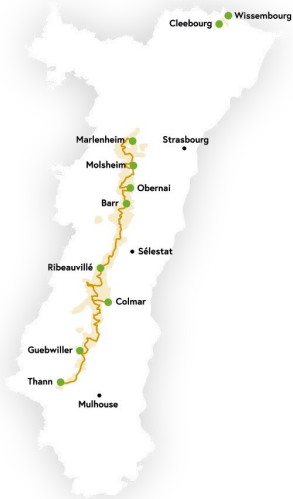 Wissembourg
Cleebourg
Marlenheim
Strasbourg
Molsheim
Obernai
Barr
Sélestat
Ribeauvillé
Colmar
Guebwiller
Thann
Mulhouse